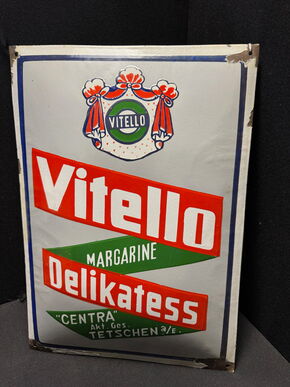 VITELLO
Vitello
MARGARINE
Delikatess
"CENTRA"
Akt. Ges.
TETSCHEN a/E.